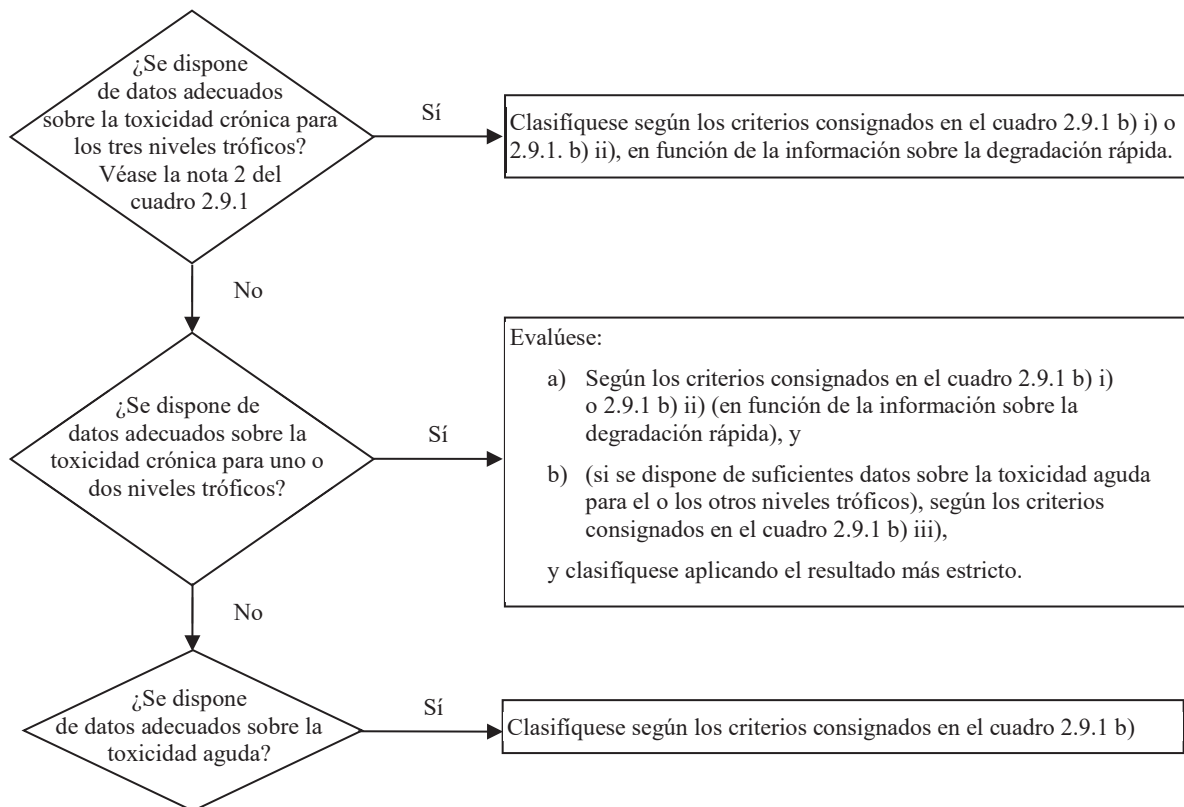 ¿Se dispone
de datos adecuados
sobre la toxicidad crónica para
los tres niveles tróficos?
Véase la nota 2 del
cuadro 2.9.1
Sí
Clasifíquese según los criterios consignados en el cuadro 2.9.1 b) i) o
2.9.1. b) ii), en función de la información sobre la degradación rápida.
No
¿Se dispone de
datos adecuados sobre la
toxicidad crónica para uno o
dos niveles tróficos?
Sí
Evalúese:
a) Según los criterios consignados en el cuadro 2.9.1 b) i)
o 2.9.1 b) ii) (en función de la información sobre la
degradación rápida), y
b) (si se dispone de suficientes datos sobre la toxicidad aguda
para el o los otros niveles tróficos), según los criterios
consignados en el cuadro 2.9.1 b) iii),
y clasifíquese aplicando el resultado más estricto.
No
¿Se dispone
de datos adecuados sobre la
toxicidad aguda?
Sí
Clasifíquese según los criterios consignados en el cuadro 2.9.1 b)